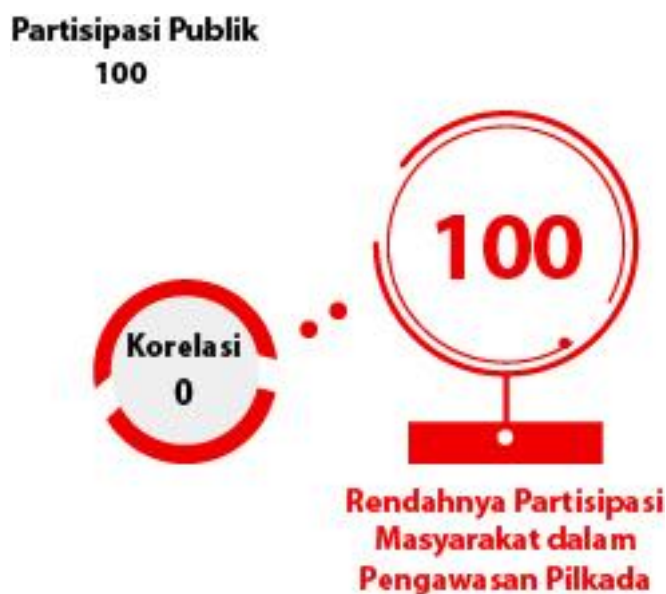 Partisipasi Publik
100
100
Korelasi
0
Rendahnya Partisipasi
Masyarakat dalam
Pengawasan Pilkada